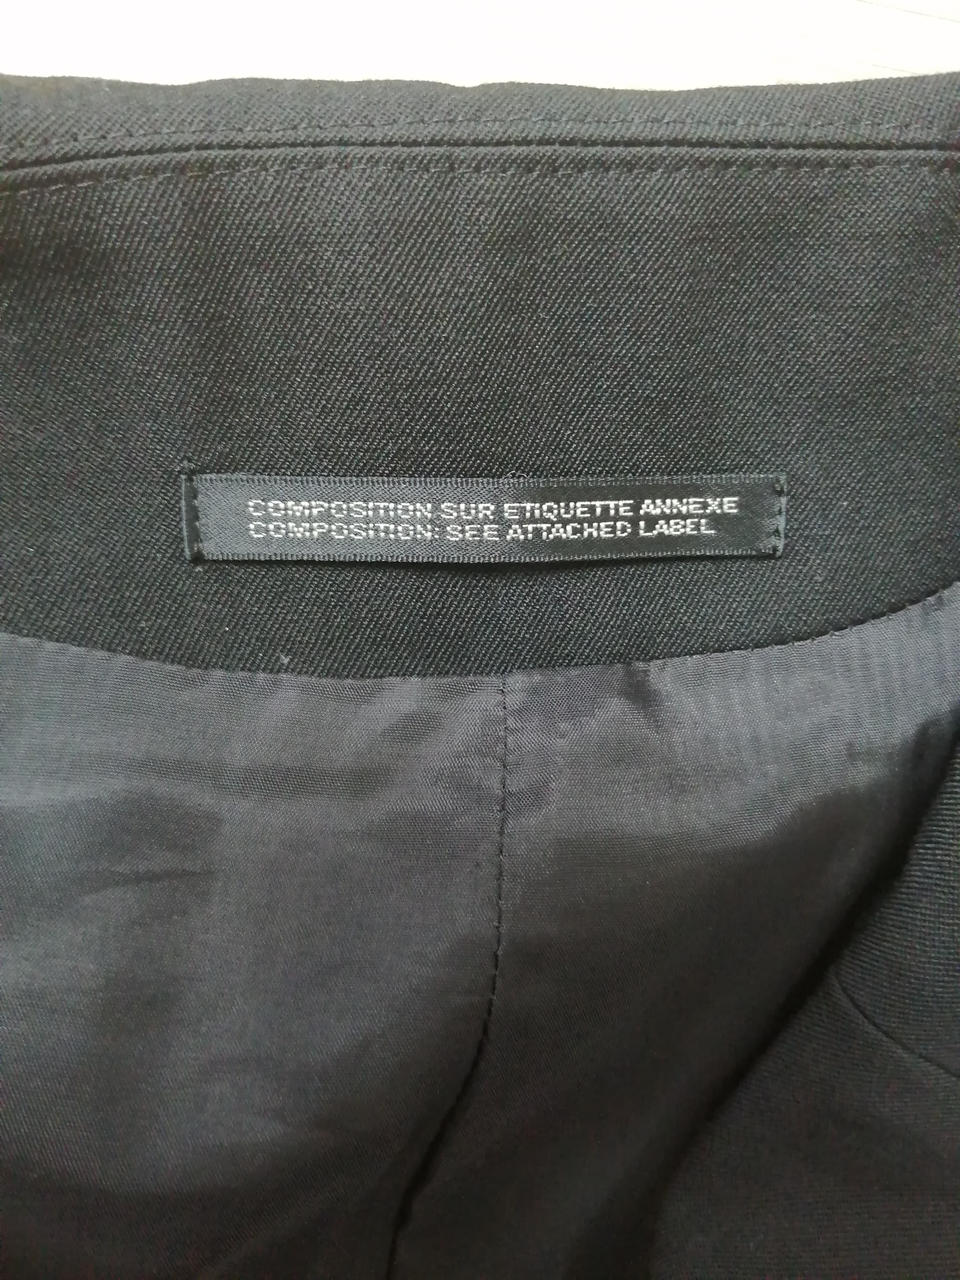 COMPOSITION SUR ETIQUETTE ANNEXE
COMPOSITION: SEE ATTACHED LABEL